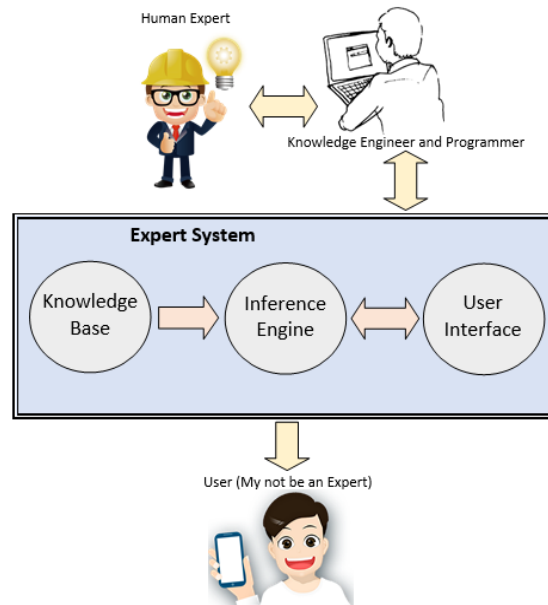 Human Expert
Knowledge Engineer and Programmer
Expert System
Knowledge
Base
Inference
Engine
User
Interface
User (My not be an Expert)